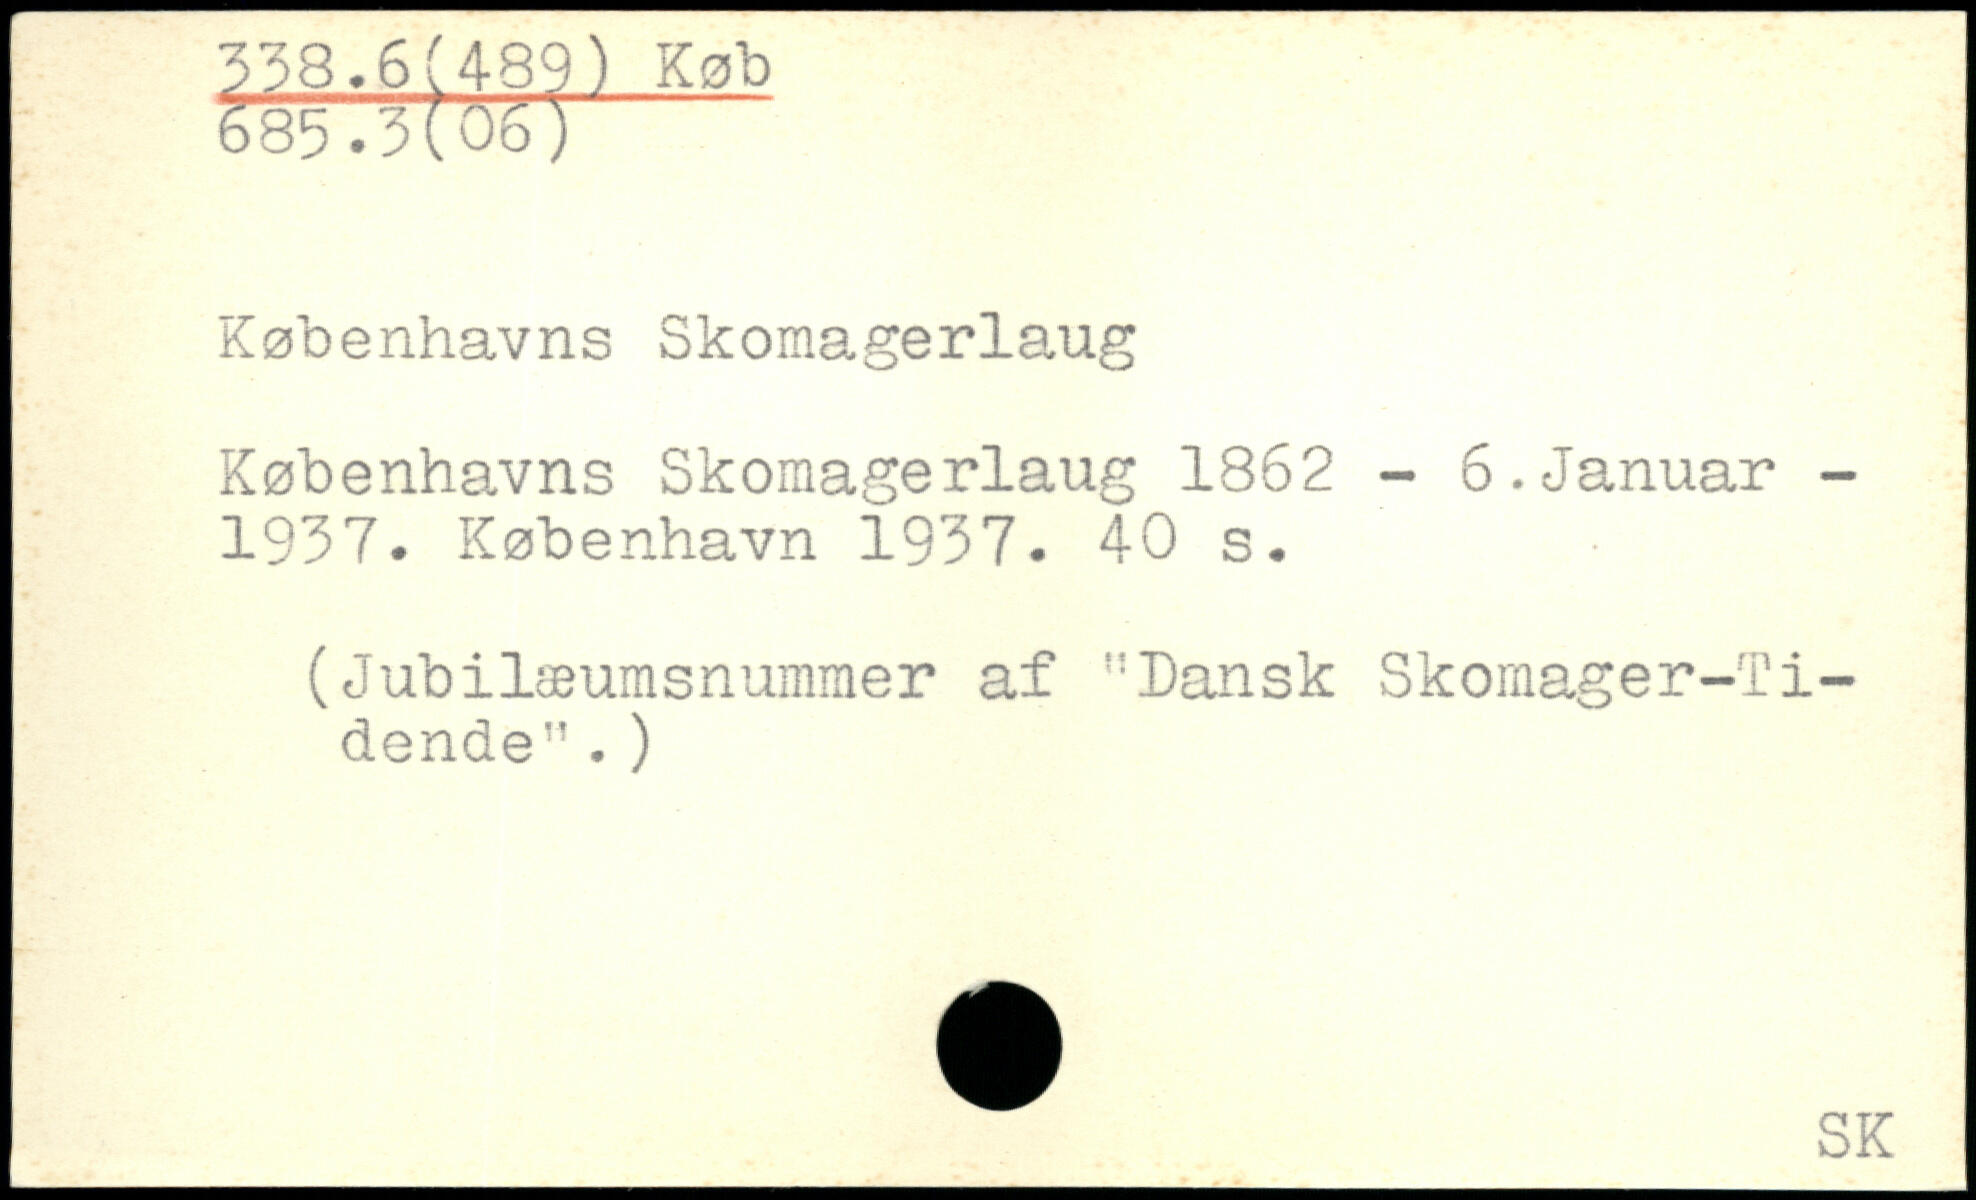 338.6(489) Køb
685.3(06)
Københavns Skomagerlaug
Københavns Skomagerlaug 1862 - 6.Januar -
1937. København 1937. 40 s.
(Jubilæumsnummer af "Dansk Skomager-Ti-
dende".)
SK